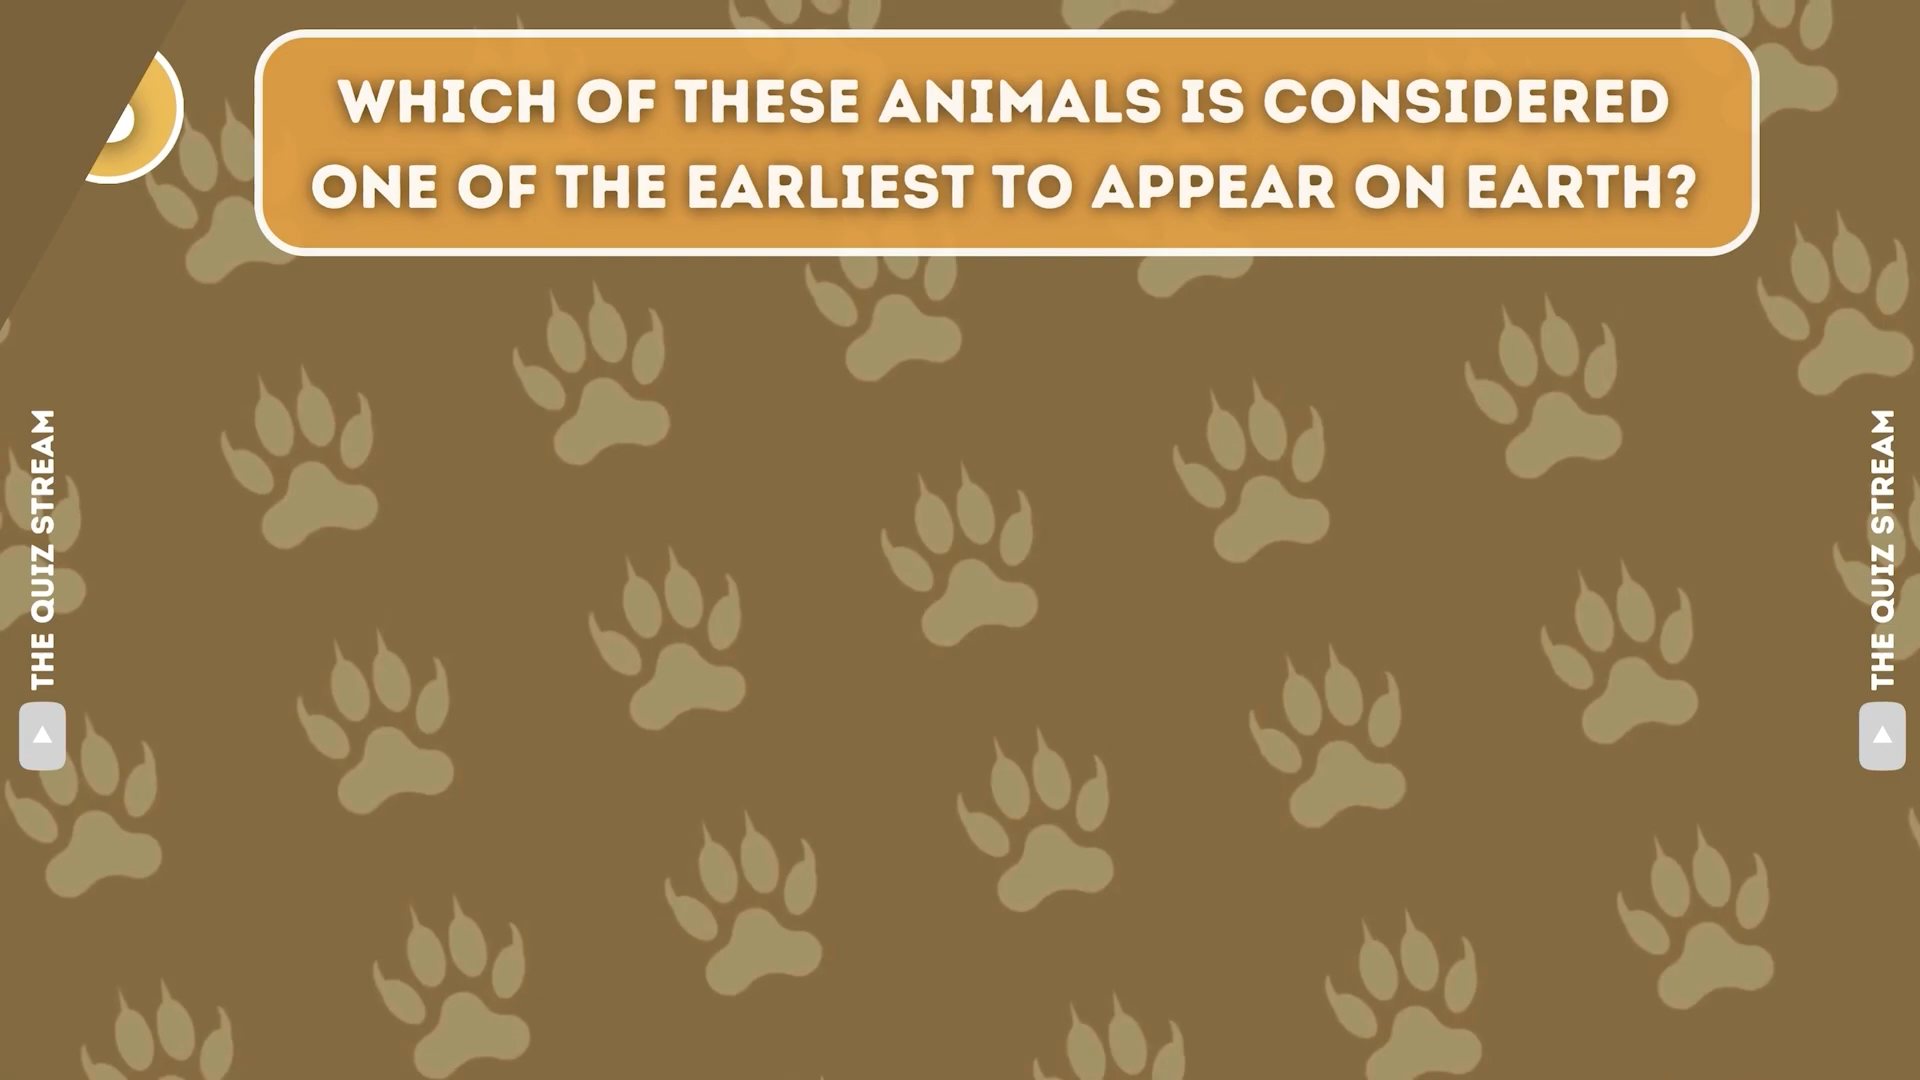 WHICH OF THESE ANIMALS IS CONSIDERED
ONE OF THE EARLIEST TO APPEAR ON EARTH?
THE QUIZ STREAM
THE QUIZ STREAM